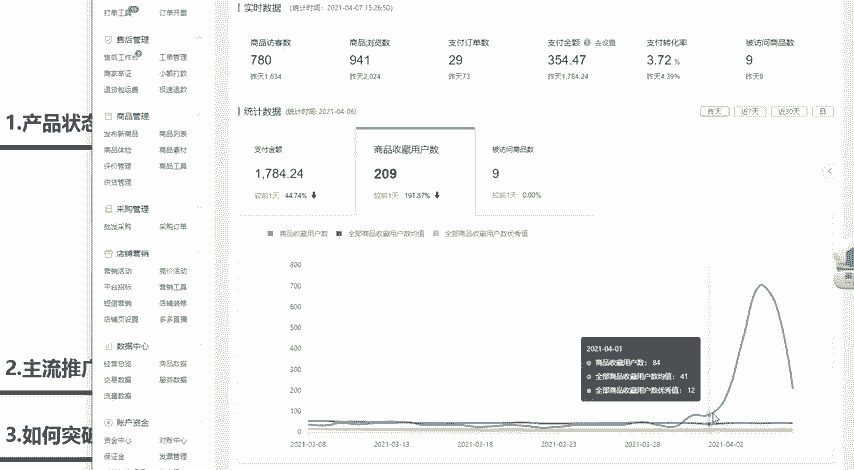 1.产品状态
2.主流推广
3.如何突破
打单工具 订单开票
售后管理
售后工作台 工单管理
商家举证 小额打款
退货包运费 极速退款
商品管理
发布新商品 商品列表
商品体检 商品素材
评价管理 商品工具
供货管理
采购管理
批发采购 采购订单
店铺营销
营销活动 竞价活动
平台招标 营销工具
短信营销 店铺装修
店铺页设置 多多直播
数据中心
经营总览 商品数据
交易数据 服务数据
流量数据
账户资金
资金中心 对账中心
保证金 发票管理
实时数据 (统计时间：2021-04-07 15:26:50)
商品访客数 商品浏览数 支付订单数 支付金额 去设置 支付转化率 被访问商品数
780 941 29 354.47 3.72 % 9
昨天1,634 昨天2,024 昨天73 昨天1,784.24 昨天4.39% 昨天9
统计数据 (统计时间: 2021-04-06) 昨天 近7天 近30天 日
支付金额 商品收藏用户数 被访问商品数
1,784.24 209 9
较前1天 44.74% 较前1天 191.87% 较前1天 0.00%
商品收藏用户数 全部商品收藏用户数均值 全部商品收藏用户数优秀值
800
700
600
500
400
300
200
100
0
2021-04-01
商品收藏用户数： 84
全部商品收藏用户数均值： 41
全部商品收藏用户数优秀值： 12
2021-03-08 2021-03-13 2021-03-18 2021-03-23 2021-03-28 2021-04-02